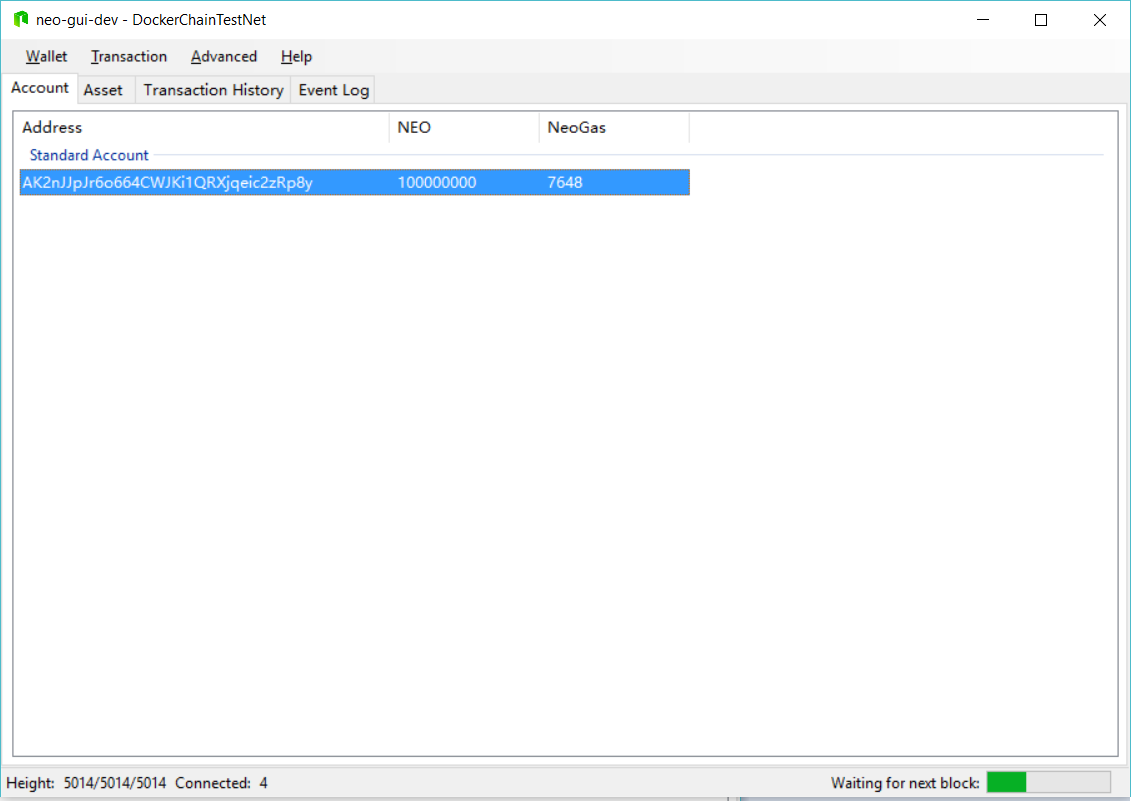 neo-gui-dev - DockerChainTestNet
Wallet Transaction Advanced Help
Account Asset Transaction History Event Log
Address NEO NeoGas
Standard Account
AK2nJJpJr6o664CWJKi1QRXjqeic2zRp8y 100000000 7648
Height: 5014/5014/5014 Connected: 4 Waiting for next block: